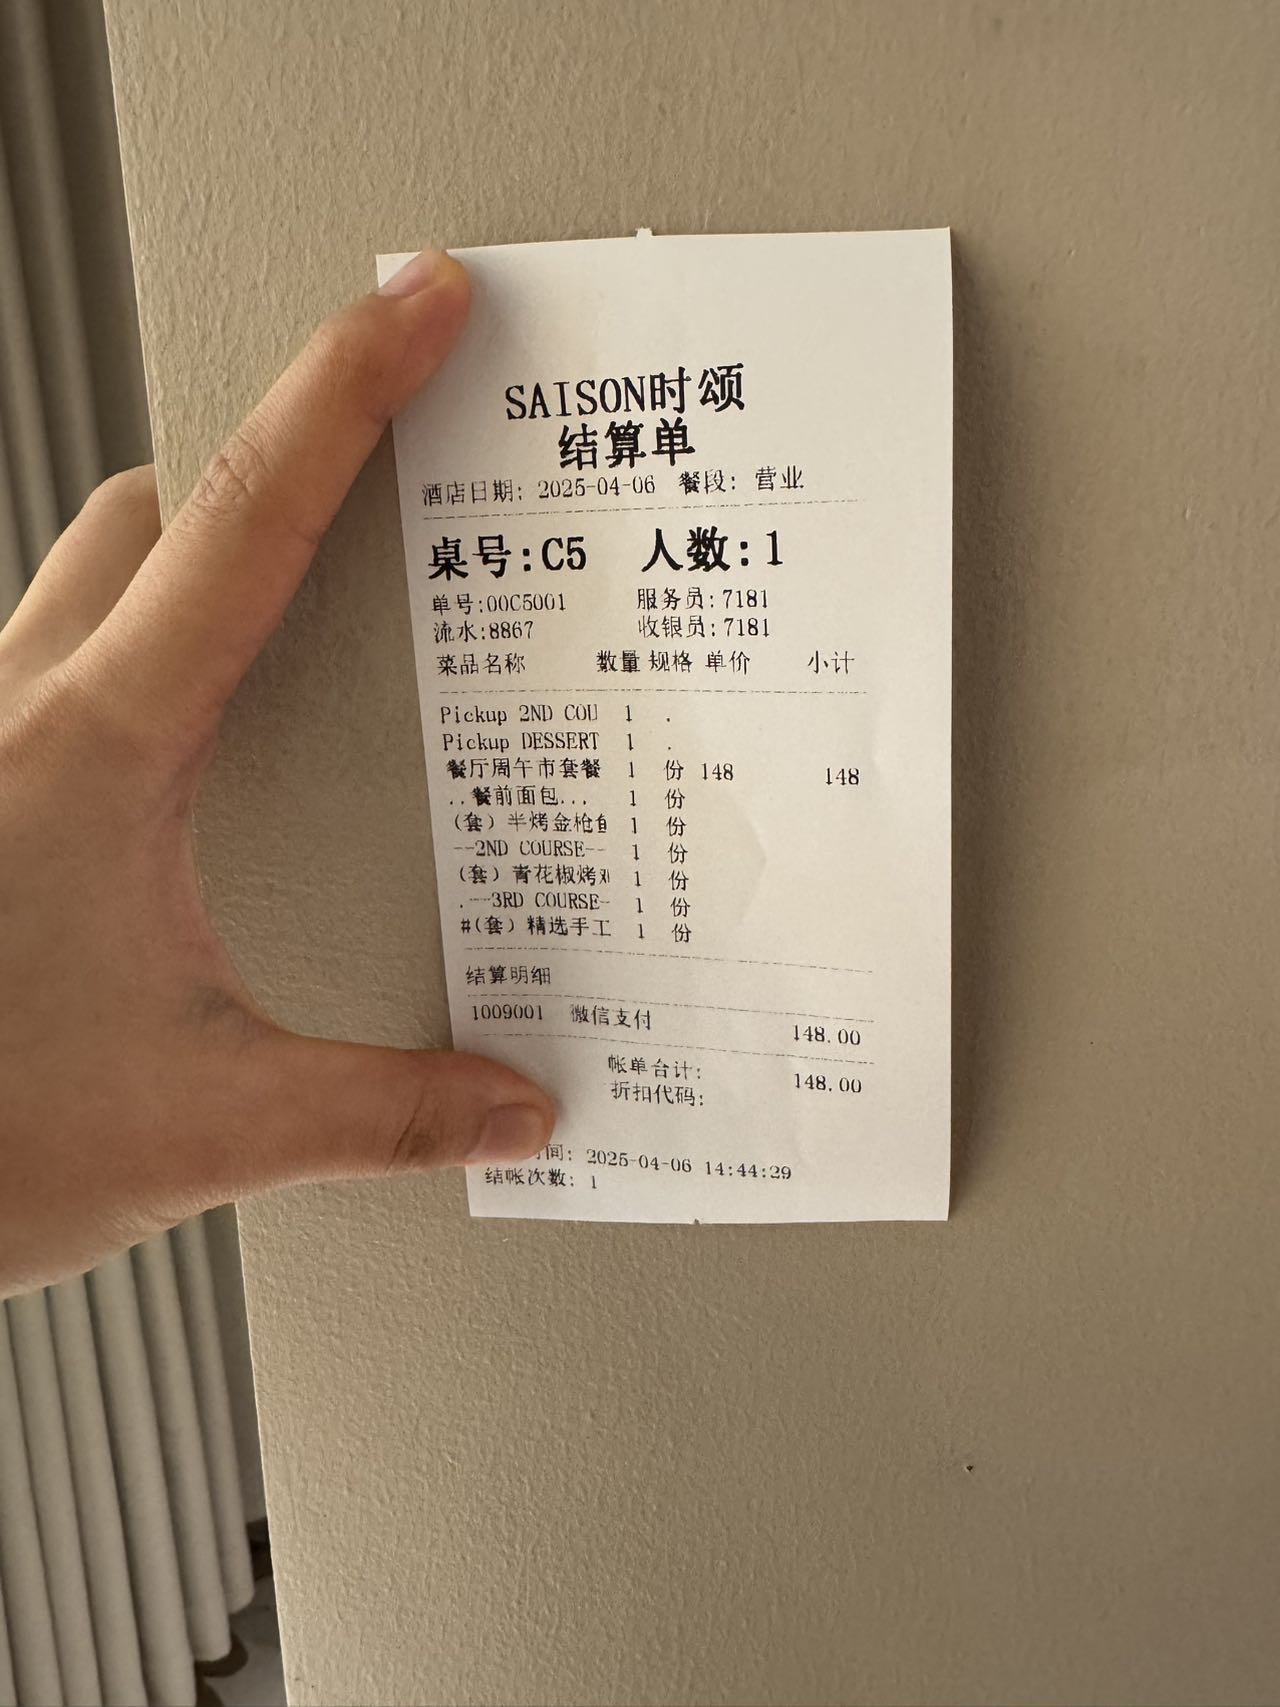 SAISON时颂
结算单
酒店日期: 2025-04-06 餐段: 营业
桌号:C5 人数:1
单号:00C5001 服务员:7181
流水:8867 收银员:7181
菜品名称 数量 规格 单价 小计
Pickup 2ND COU 1 .
Pickup DESSERT 1 .
餐厅周午市套餐 1 份 148 148
..餐前面包... 1 份
(套) 半烤金枪 1 份
--2ND COURSE-- 1 份
(套) 青花椒烤 1 份
.--3RD COURSE- 1 份
#(套) 精选手工 1 份
结算明细
1009001 微信支付 148.00
帐单合计: 148.00
折扣代码:
间: 2025-04-06 14:44:29
结帐次数: 1